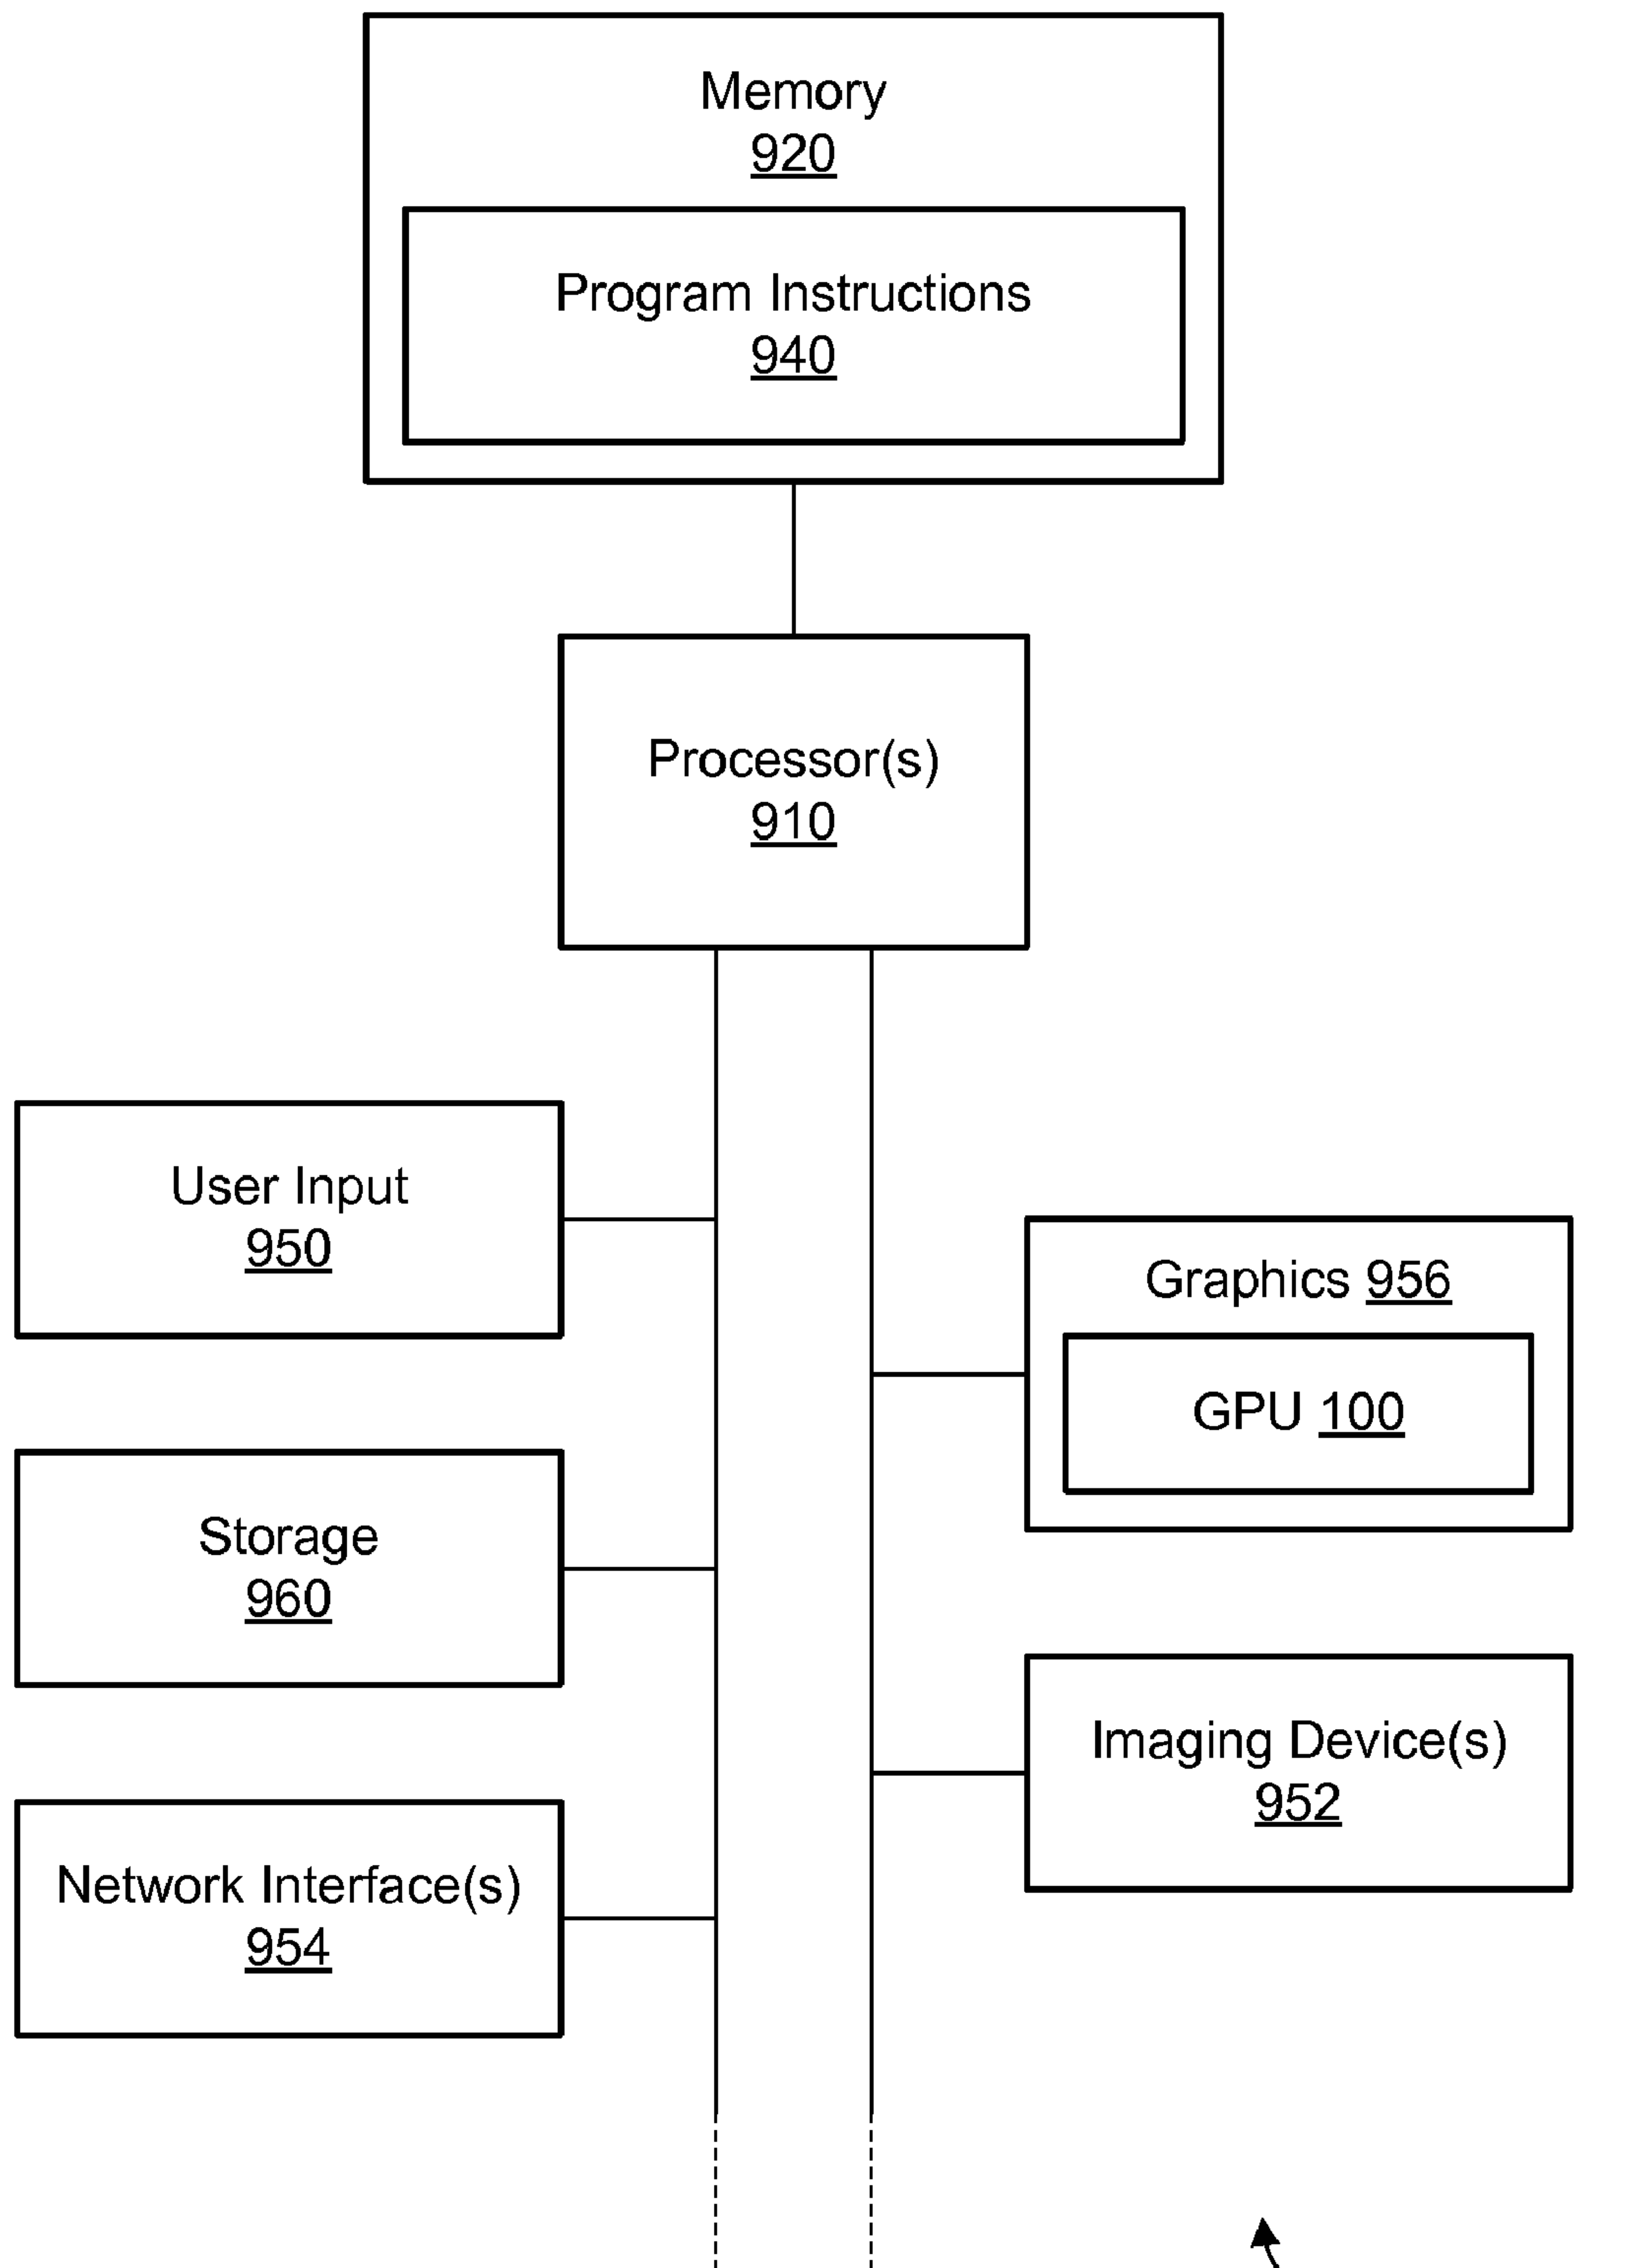 Memory
920
Program Instructions
940
Processor(s)
910
User Input
950
Graphics 956
GPU 100
Storage
960
Imaging Device(s)
952
Network Interface(s)
954